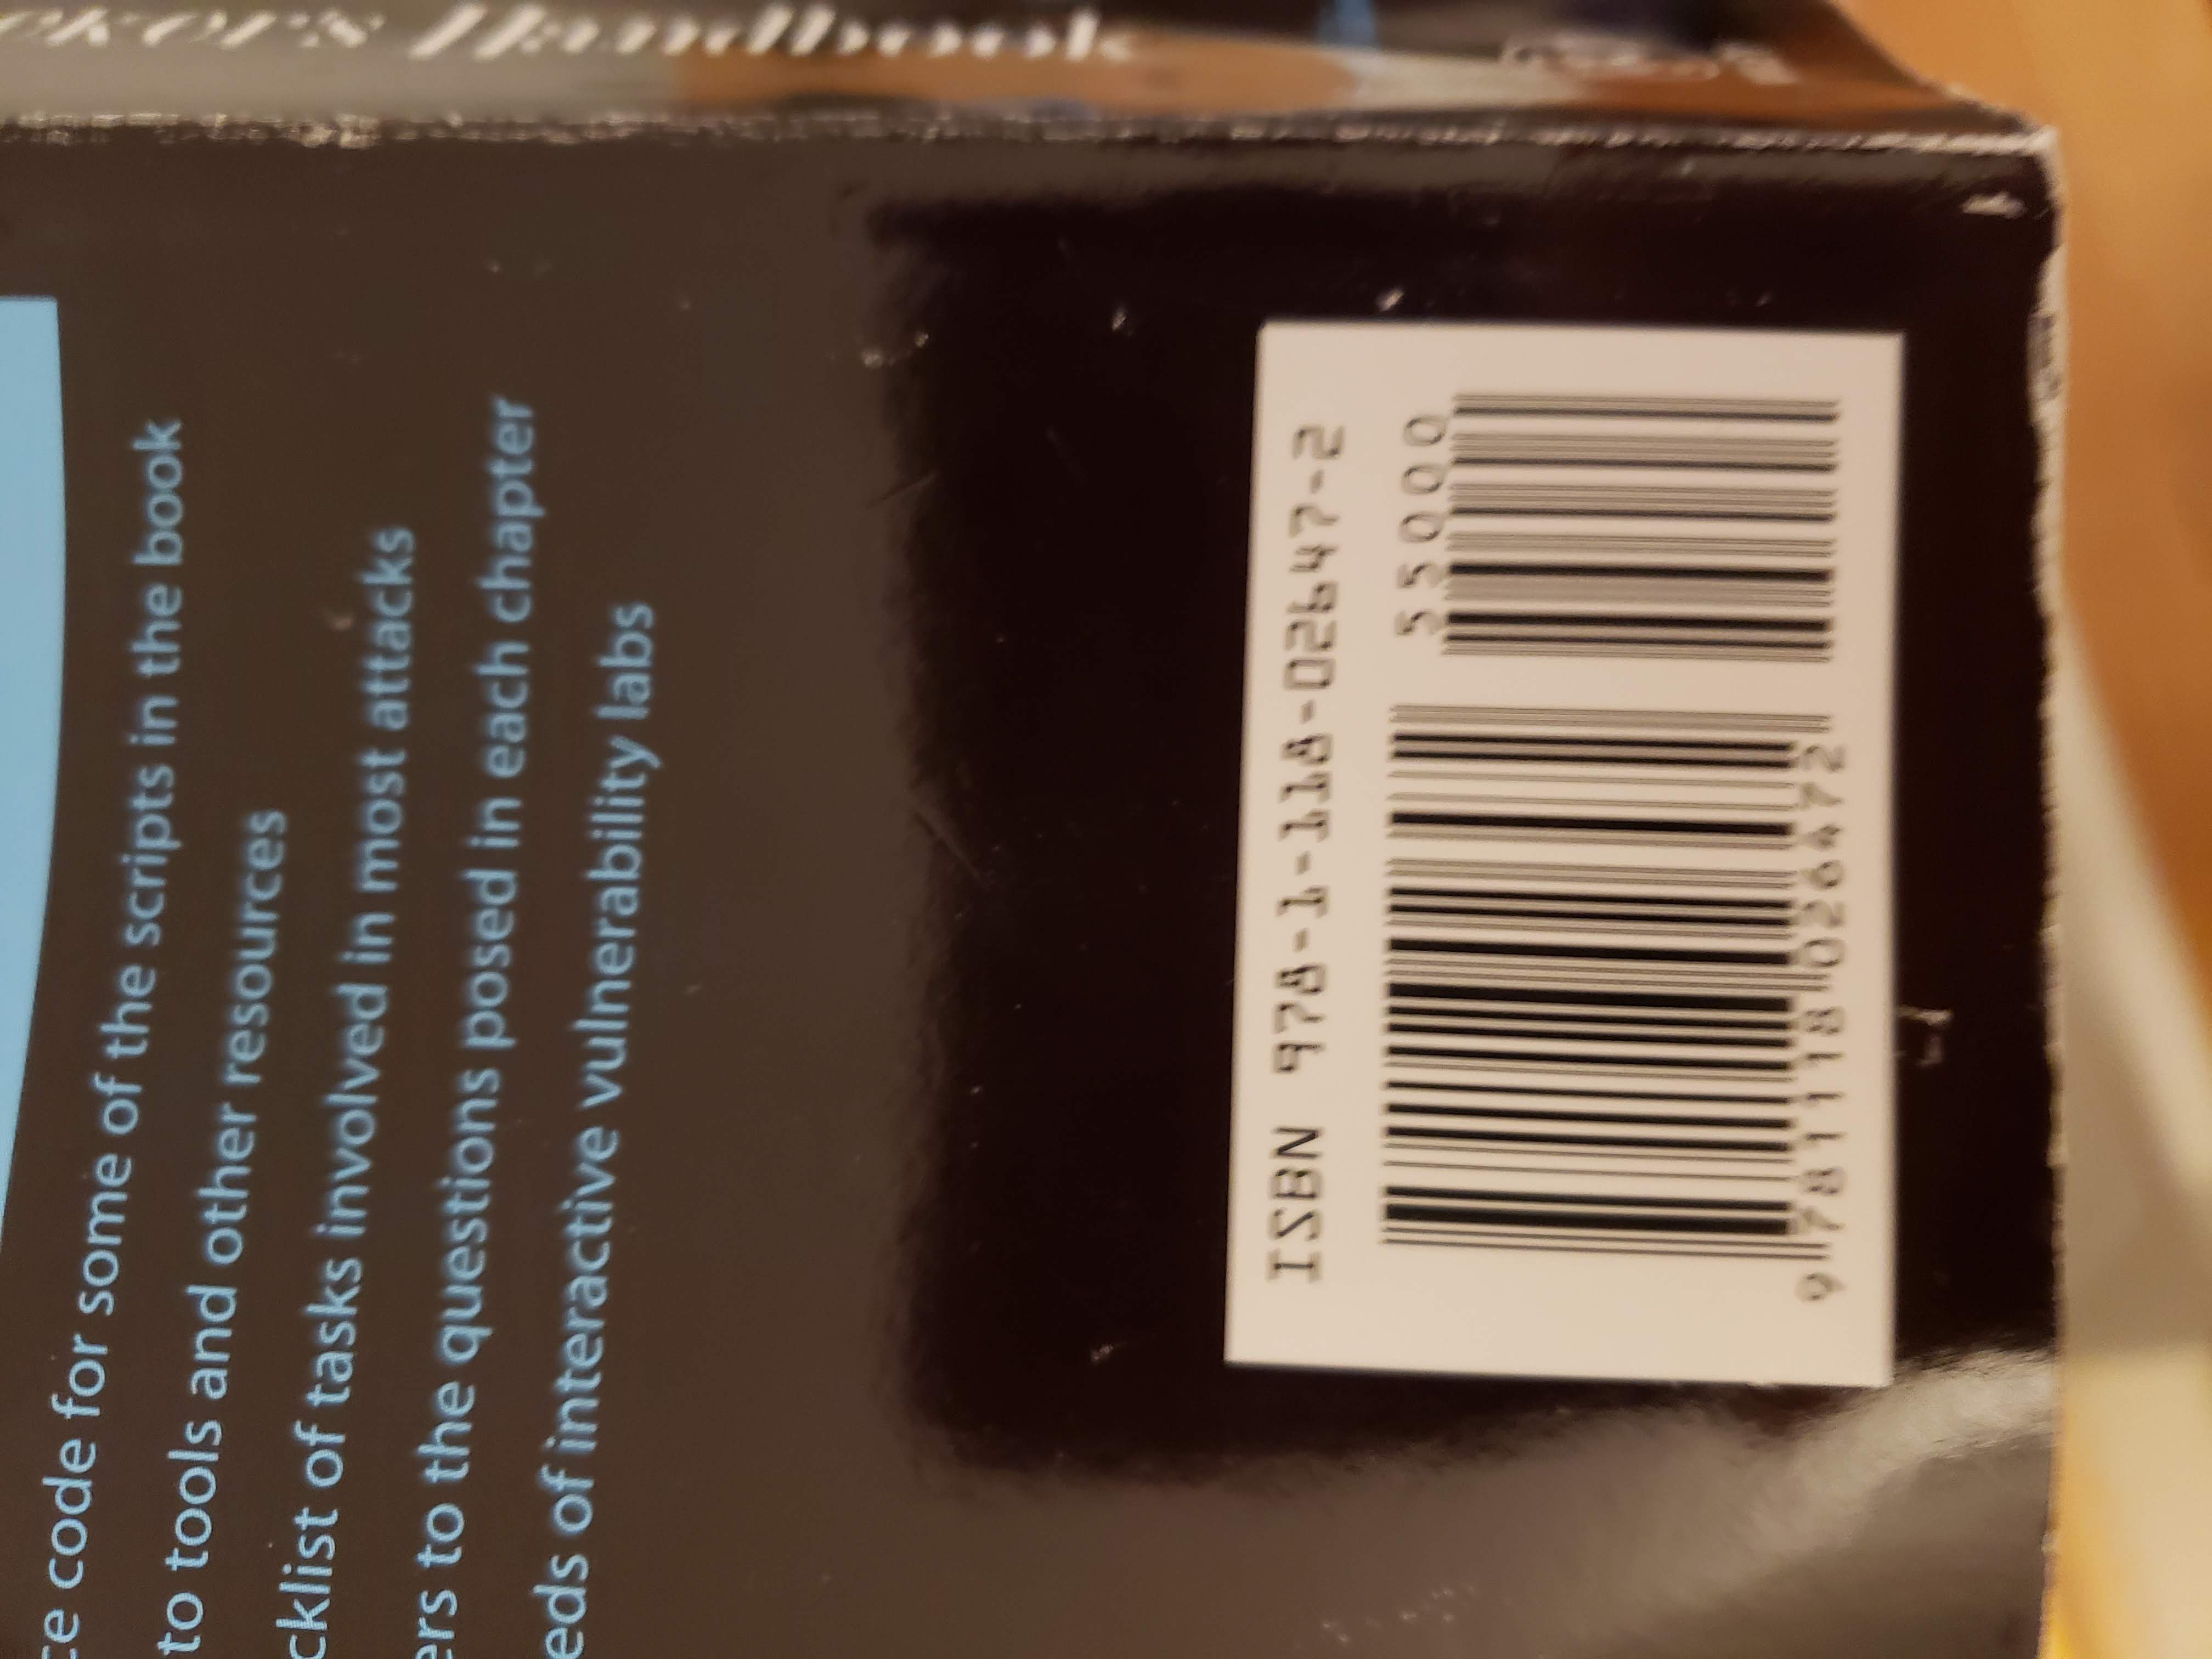 ce code for some of the scripts in the book
to tools and other resources
cklist of tasks involved in most attacks
ers to the questions posed in each chapter
eds of interactive vulnerability labs
ISBN 978-1-118-02647-2
55000
9 781118 026472
Handbook